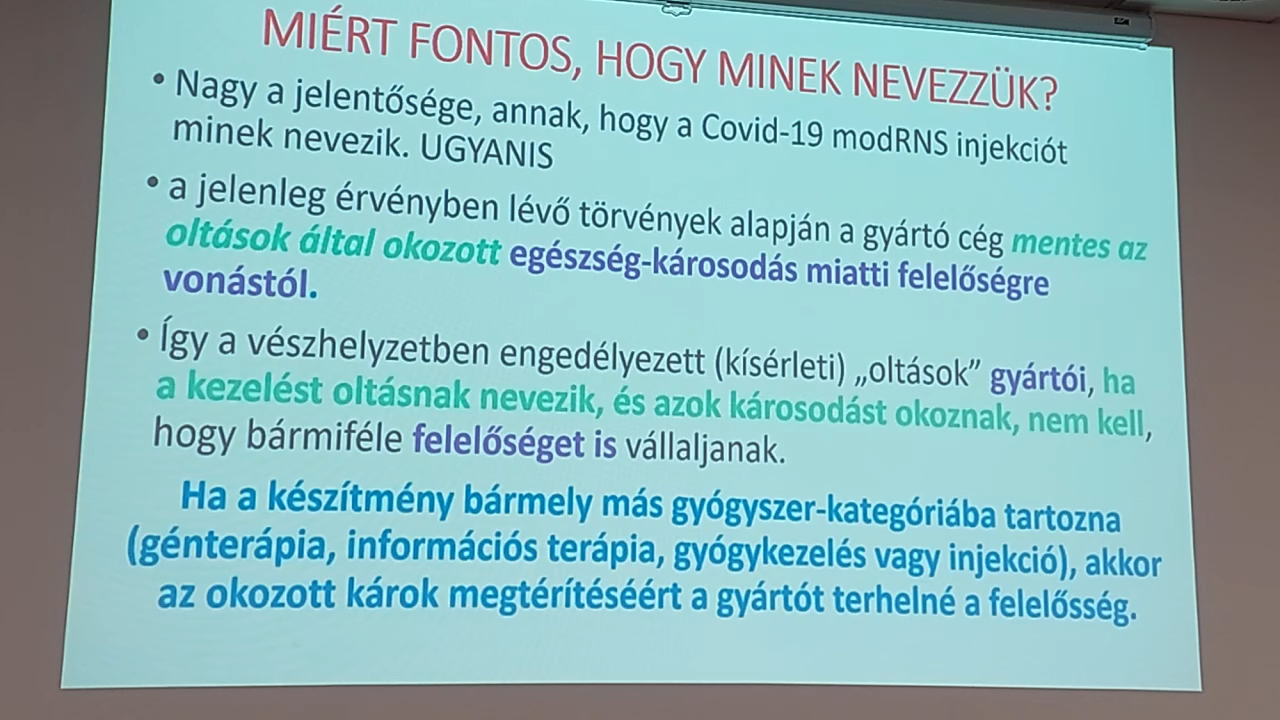 MIÉRT FONTOS, HOGY MINEK NEVEZZÜK?
• Nagy a jelentősége, annak, hogy a Covid-19 modRNS injekciót
minek nevezik. UGYANIS
• a jelenleg érvényben lévő törvények alapján a gyártó cég mentes az
oltások által okozott egészség-károsodás miatti felelőségre
vonástól.
• Így a vészhelyzetben engedélyezett (kísérleti) „oltások” gyártói, ha
a kezelést oltásnak nevezik, és azok károsodást okoznak, nem kell,
hogy bármiféle felelőséget is vállaljanak.
Ha a készítmény bármely más gyógyszer-kategóriába tartozna
(génterápia, információs terápia, gyógykezelés vagy injekció), akkor
az okozott károk megtérítéséért a gyártót terhelné a felelősség.